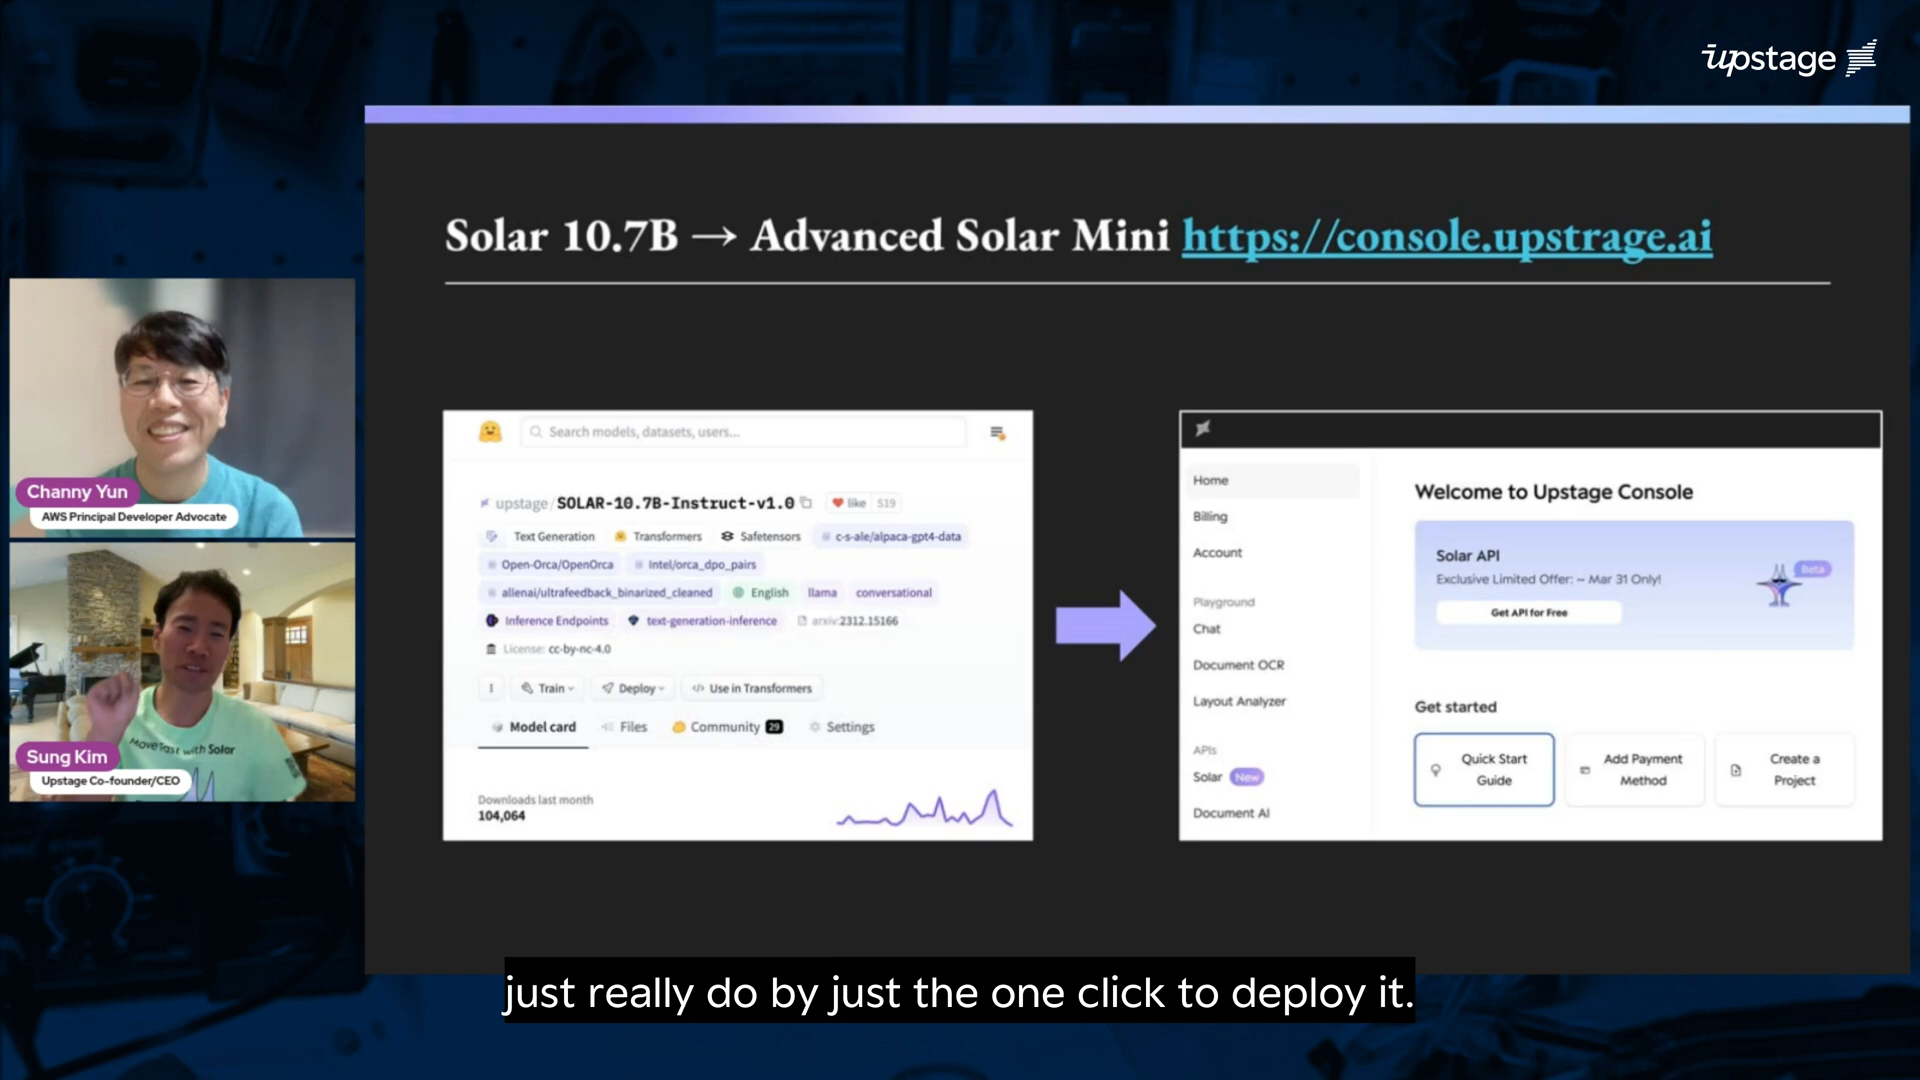 upstage
Solar 10.7B → Advanced Solar Mini https://console.upstrage.ai
Channy Yun
AWS Principal Developer Advocate
Move fast with Solar
Sung Kim
Upstage Co-founder/CEO
Search models, datasets, users...
upstage/SOLAR-10.7B-Instruct-v1.0 like 519
Text Generation Transformers Safetensors c-s-ale/alpaca-gpt4-data
Open-Orca/OpenOrca Intel/orca_dpo_pairs
allenai/ultrafeedback_binarized_cleaned English llama conversational
Inference Endpoints text-generation-inference arxiv:2312.15166
License: cc-by-nc-4.0
Train Deploy Use in Transformers
Model card Files Community 29 Settings
Downloads last month
104,064
Home
Billing
Account
Playground
Chat
Document OCR
Layout Analyzer
APIs
Solar New
Document AI
Welcome to Upstage Console
Solar API
Exclusive Limited Offer: ~ Mar 31 Only!
Beta
Get API for Free
Get started
Quick Start
Guide
Add Payment
Method
Create a
Project
just really do by just the one click to deploy it.